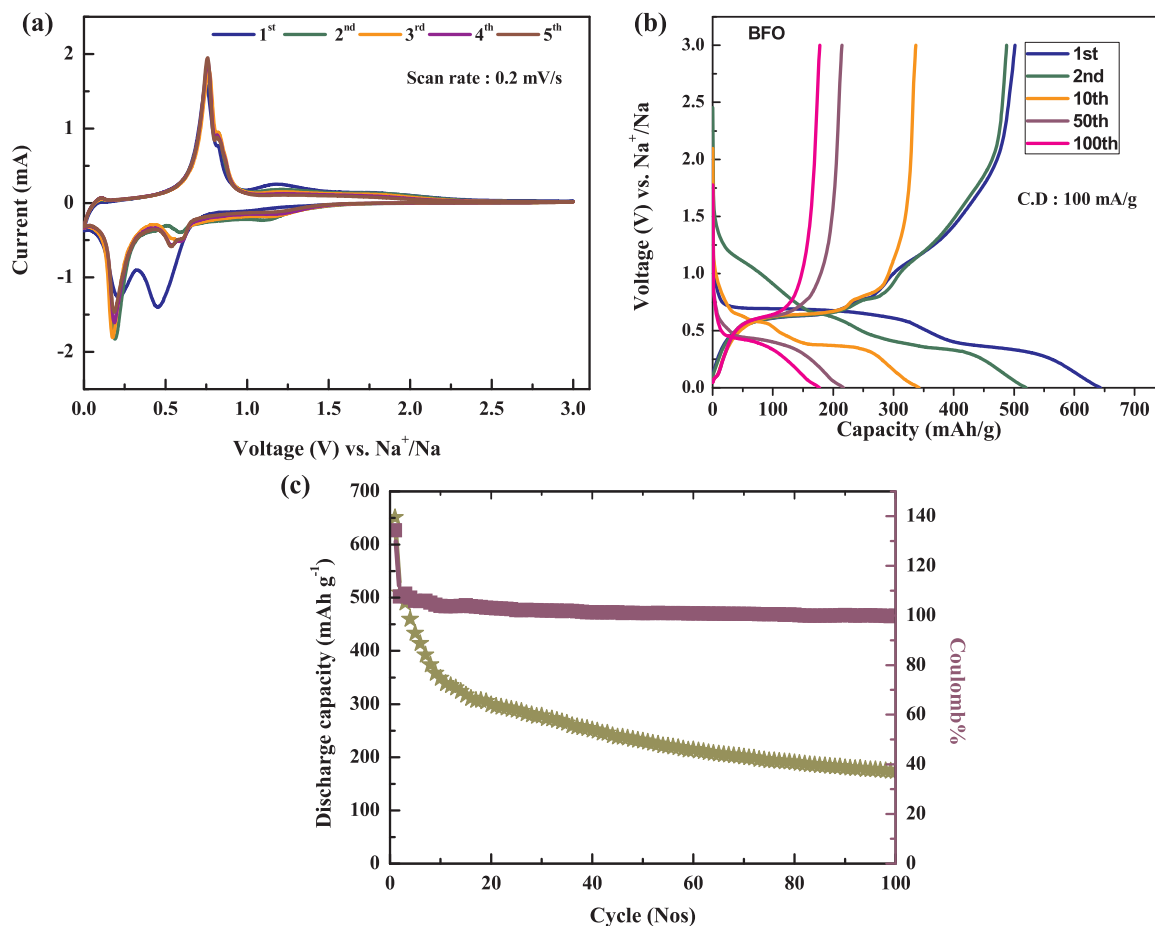 (a)
1st 2nd 3rd 4th 5th
Scan rate : 0.2 mV/s
2
1
0
-1
-2
Current (mA)
0.0 0.5 1.0 1.5 2.0 2.5 3.0
Voltage (V) vs. Na+/Na
(b)
BFO
1st
2nd
10th
50th
100th
C.D : 100 mA/g
3.0
2.5
2.0
1.5
1.0
0.5
0.0
Voltage (V) vs. Na+/Na
0 100 200 300 400 500 600 700
Capacity (mAh/g)
(c)
700
600
500
400
300
200
100
0
Discharge capacity (mAh g-1)
140
120
100
80
60
40
20
0
Coulomb%
0 20 40 60 80 100
Cycle (Nos)